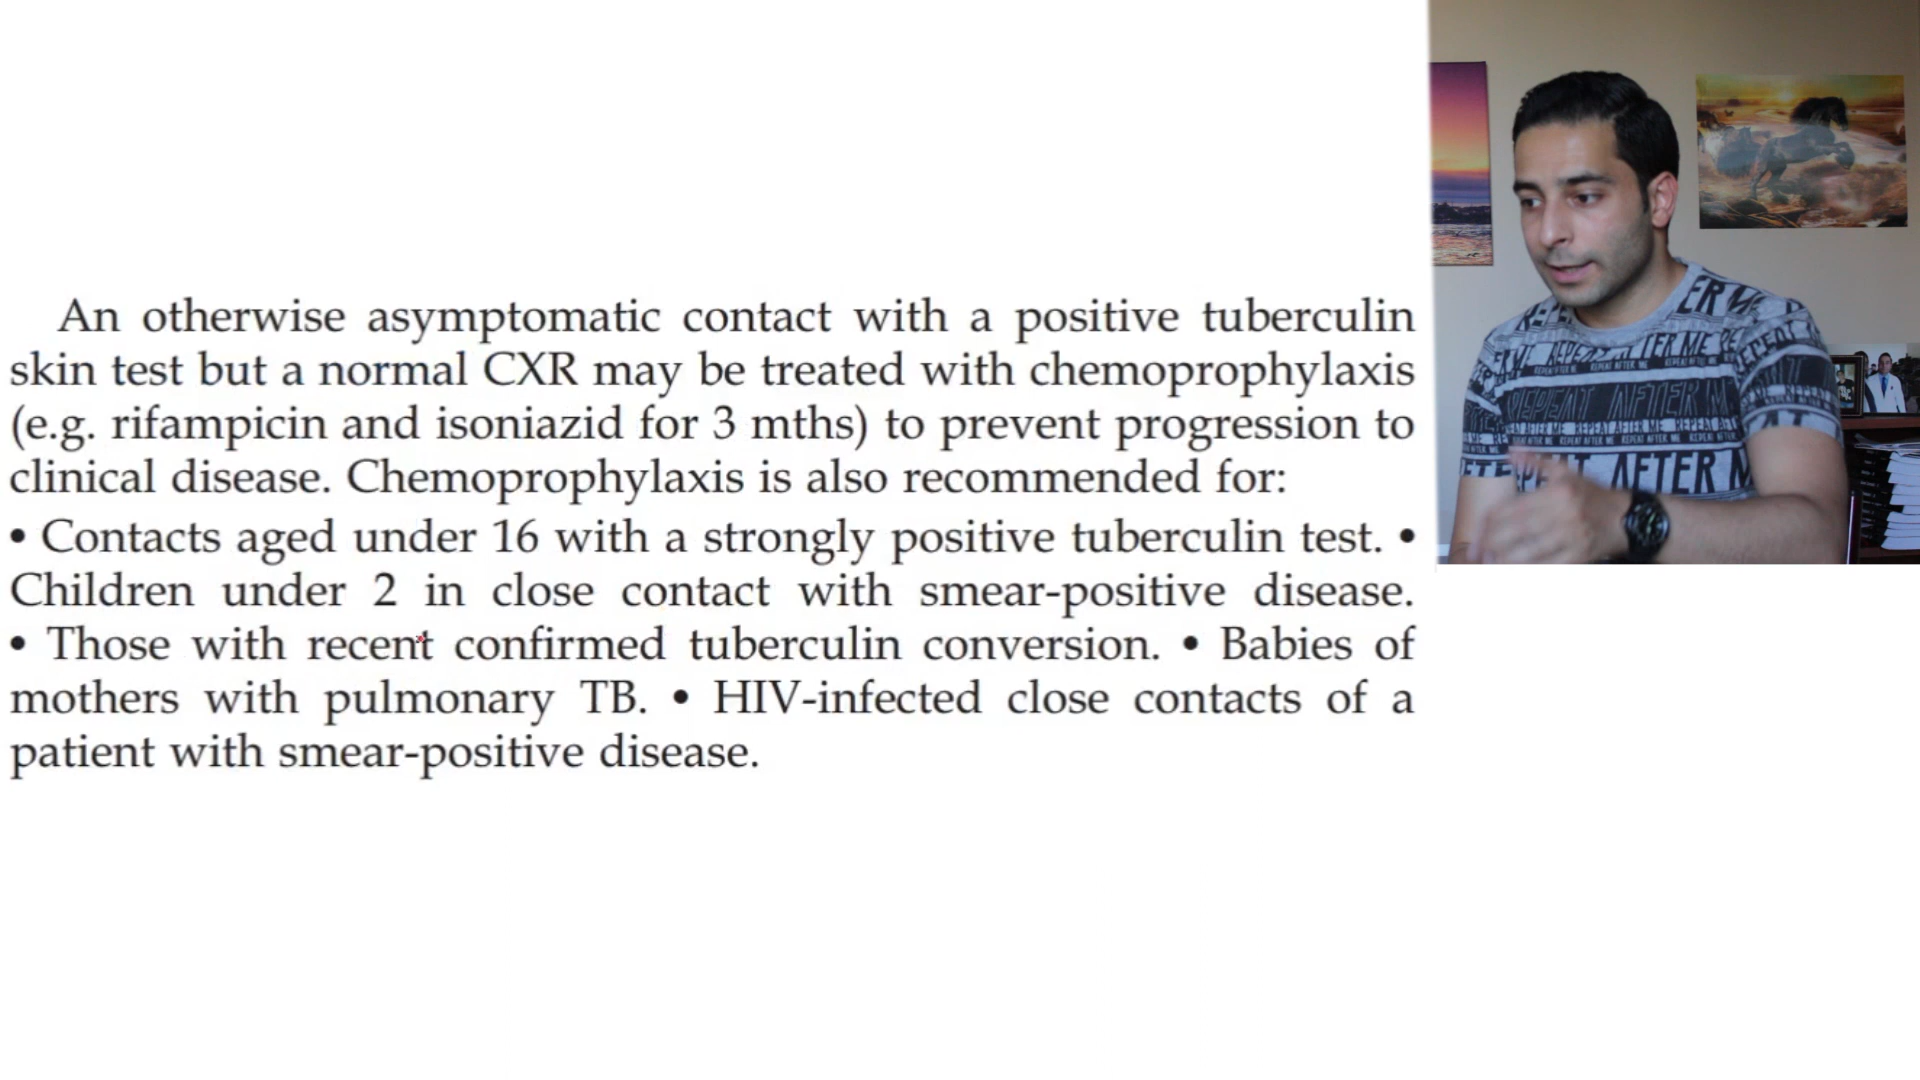 An otherwise asymptomatic contact with a positive tuberculin
skin test but a normal CXR may be treated with chemoprophylaxis
(e.g. rifampicin and isoniazid for 3 mths) to prevent progression to
clinical disease. Chemoprophylaxis is also recommended for:
• Contacts aged under 16 with a strongly positive tuberculin test. •
Children under 2 in close contact with smear-positive disease.
• Those with recent confirmed tuberculin conversion. • Babies of
mothers with pulmonary TB. • HIV-infected close contacts of a
patient with smear-positive disease.
REPEAT AFTER ME